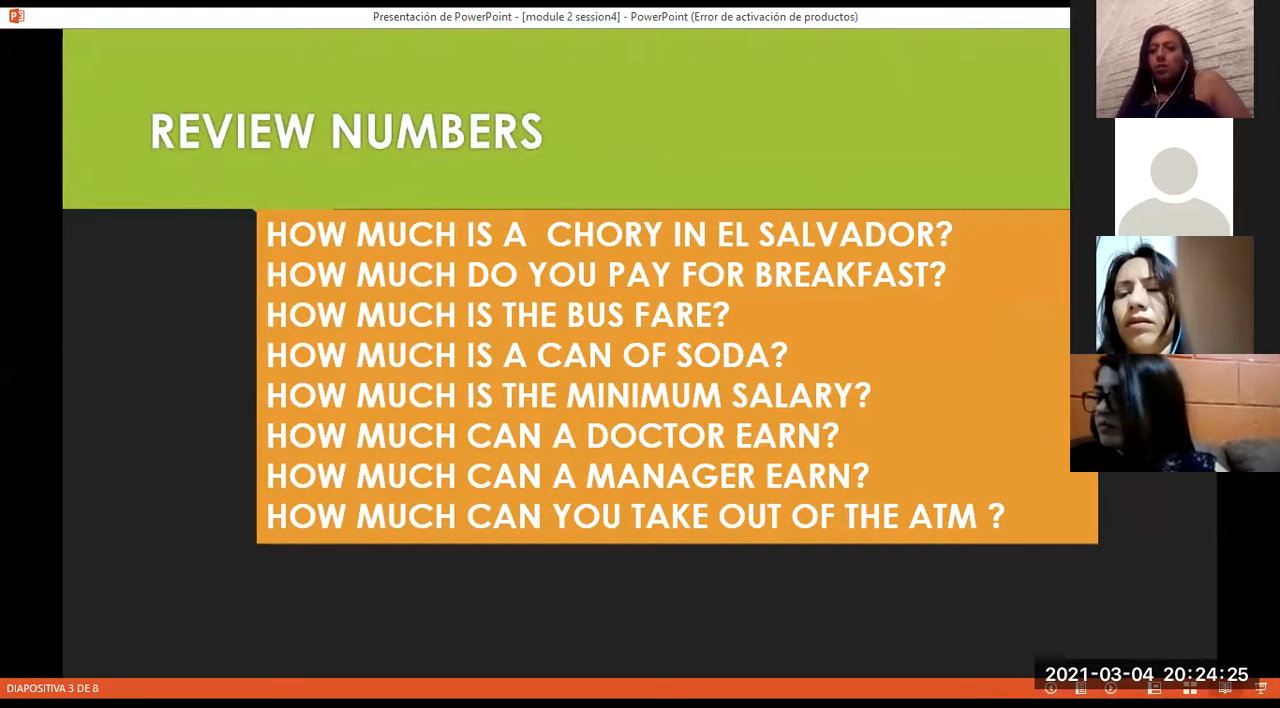 Presentación de PowerPoint - [module 2 session4] - PowerPoint (Error de activación de productos)
REVIEW NUMBERS
HOW MUCH IS A CHORY IN EL SALVADOR?
HOW MUCH DO YOU PAY FOR BREAKFAST?
HOW MUCH IS THE BUS FARE?
HOW MUCH IS A CAN OF SODA?
HOW MUCH IS THE MINIMUM SALARY?
HOW MUCH CAN A DOCTOR EARN?
HOW MUCH CAN A MANAGER EARN?
HOW MUCH CAN YOU TAKE OUT OF THE ATM ?
2021-03-04 20:24:25
DIAPOSITIVA 3 DE 8